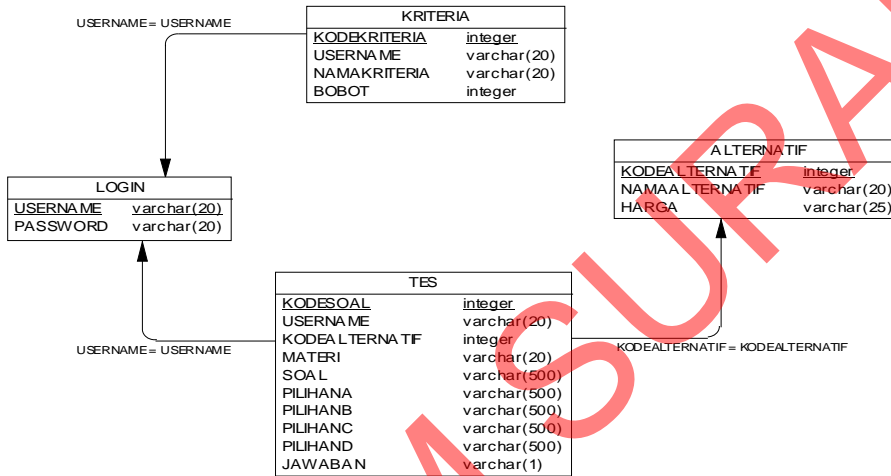 USERNAME = USERNAME
KRITERIA
KODEKRITERIA integer
USERNAME varchar(20)
NAMAKRITERIA varchar(20)
BOBOT integer
ALTERNATIF
KODEALTERNATIF integer
NAMAALTERNATIF varchar(20)
HARGA varchar(25)
LOGIN
USERNAME varchar(20)
PASSWORD varchar(20)
TES
KODESOAL integer
USERNAME varchar(20)
KODEALTERNATIF integer
MATERI varchar(20)
SOAL varchar(500)
PILIHANA varchar(500)
PILIHANB varchar(500)
PILIHANC varchar(500)
PILIHAND varchar(500)
JAWABAN varchar(1)
USERNAME = USERNAME
KODEALTERNATIF = KODEALTERNATIF
M SURA